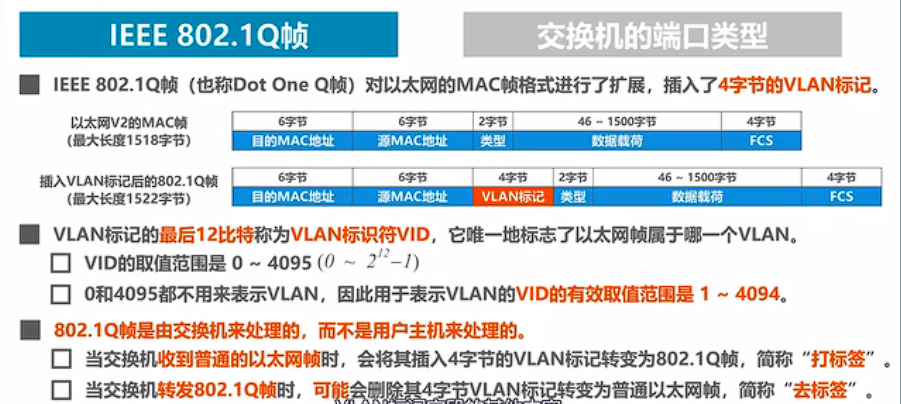 IEEE 802.1Q帧
交换机的端口类型
IEEE 802.1Q帧（也称Dot One Q帧）对以太网的MAC帧格式进行了扩展，插入了4字节的VLAN标记。
以太网V2的MAC帧
（最大长度1518字节）
6字节 6字节 2字节 46 ~ 1500字节 4字节
目的MAC地址 源MAC地址 类型 数据载荷 FCS
插入VLAN标记后的802.1Q帧
（最大长度1522字节）
6字节 6字节 4字节 2字节 46 ~ 1500字节 4字节
目的MAC地址 源MAC地址 VLAN标记 类型 数据载荷 FCS
VLAN标记的最后12比特称为VLAN标识符VID，它唯一地标志了以太网帧属于哪一个VLAN。
VID的取值范围是 0 ~ 4095 (0 ~ 2^12−1)
0和4095都不用来表示VLAN，因此用于表示VLAN的VID的有效取值范围是 1 ~ 4094。
802.1Q帧是由交换机来处理的，而不是用户主机来处理的。
当交换机收到普通的以太网帧时，会将其插入4字节的VLAN标记转变为802.1Q帧，简称“打标签”。
当交换机转发802.1Q帧时，可能会删除其4字节VLAN标记转变为普通以太网帧，简称“去标签”。